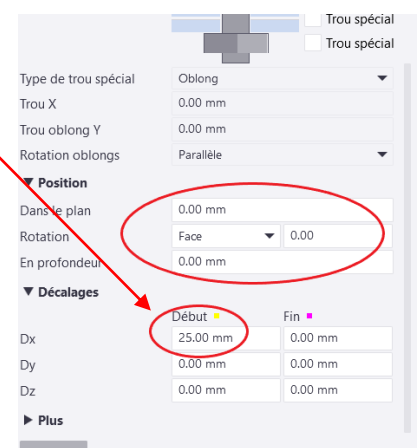 Trou spécial
Trou spécial
Type de trou spécial Oblong
Trou X 0.00 mm
Trou oblong Y 0.00 mm
Rotation oblongs Parallèle
▼ Position
Dans le plan 0.00 mm
Rotation Face 0.00
En profondeur 0.00 mm
▼ Décalages
Début Fin
Dx 25.00 mm 0.00 mm
Dy 0.00 mm 0.00 mm
Dz 0.00 mm 0.00 mm
▶ Plus